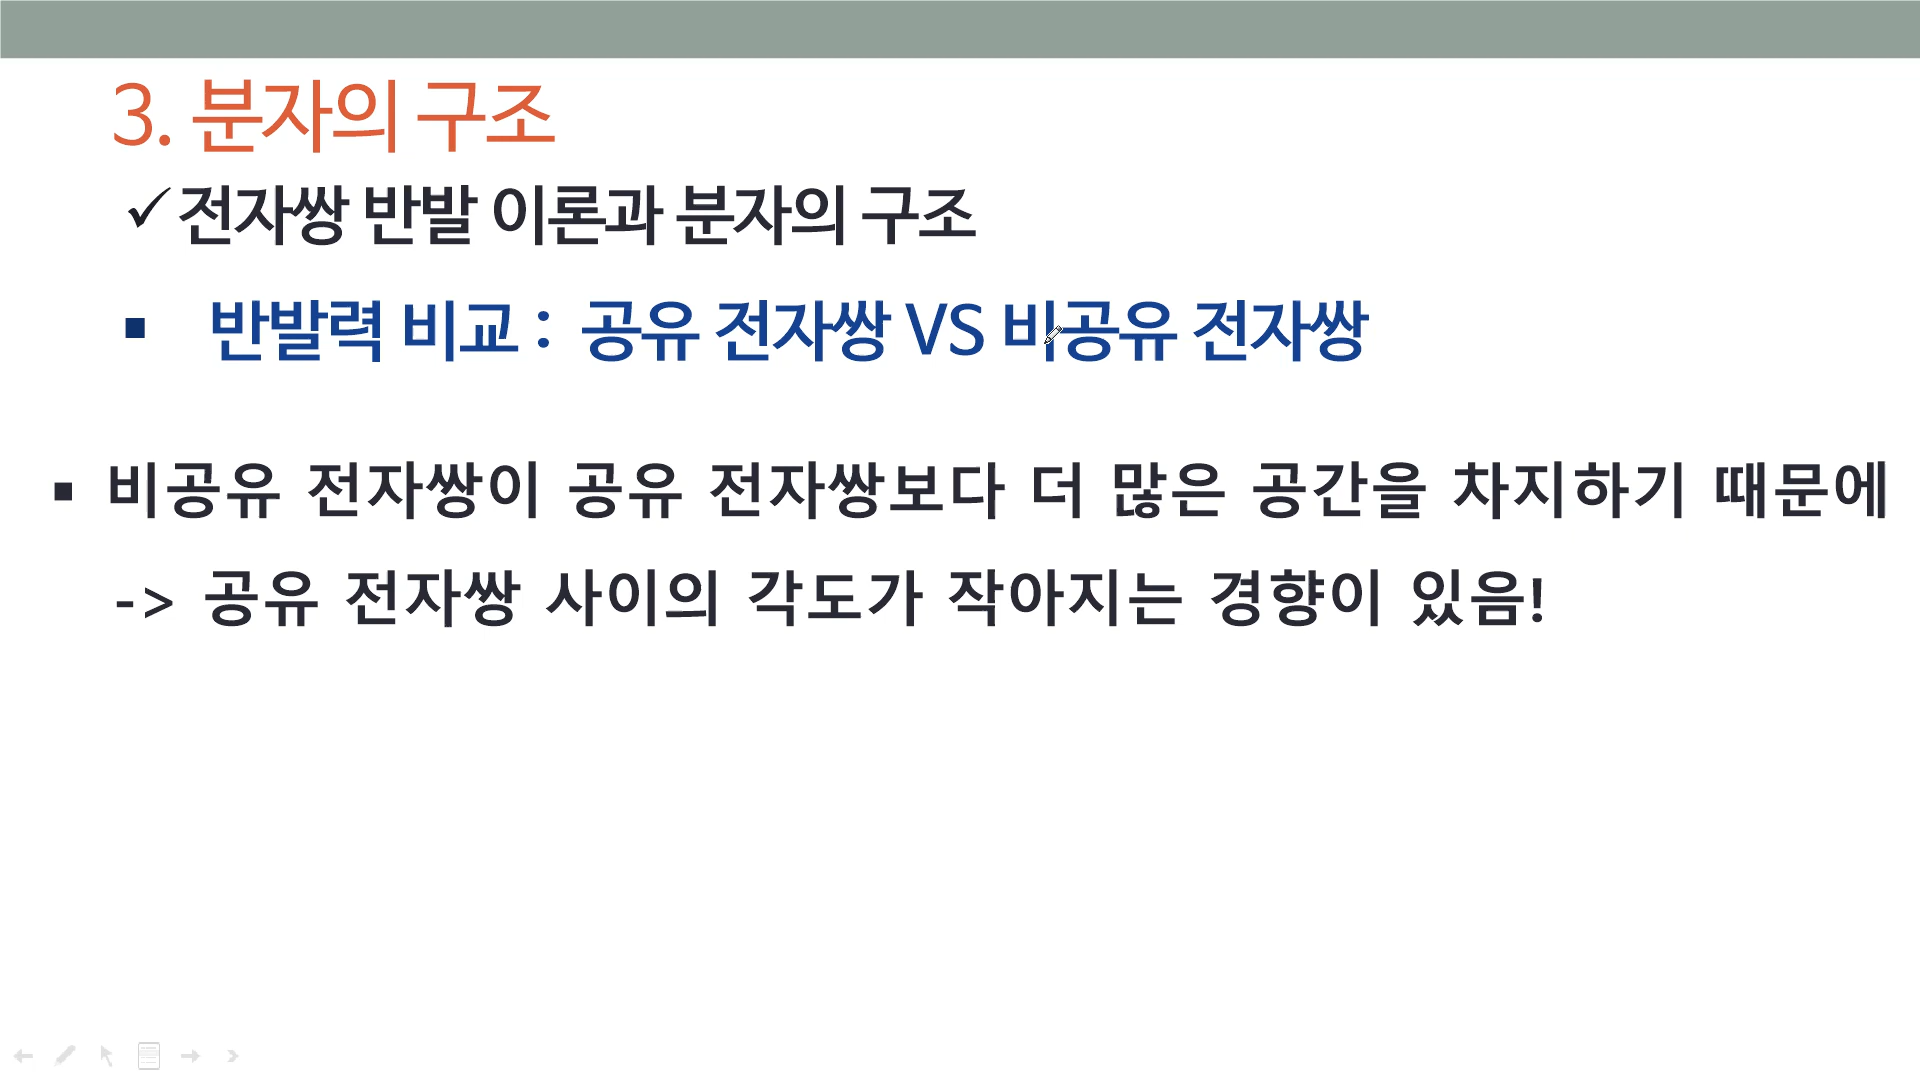 3. 분자의 구조
✓전자쌍 반발 이론과 분자의 구조
▪ 반발력 비교 : 공유 전자쌍 VS 비공유 전자쌍
▪ 비공유 전자쌍이 공유 전자쌍보다 더 많은 공간을 차지하기 때문에
-> 공유 전자쌍 사이의 각도가 작아지는 경향이 있음!